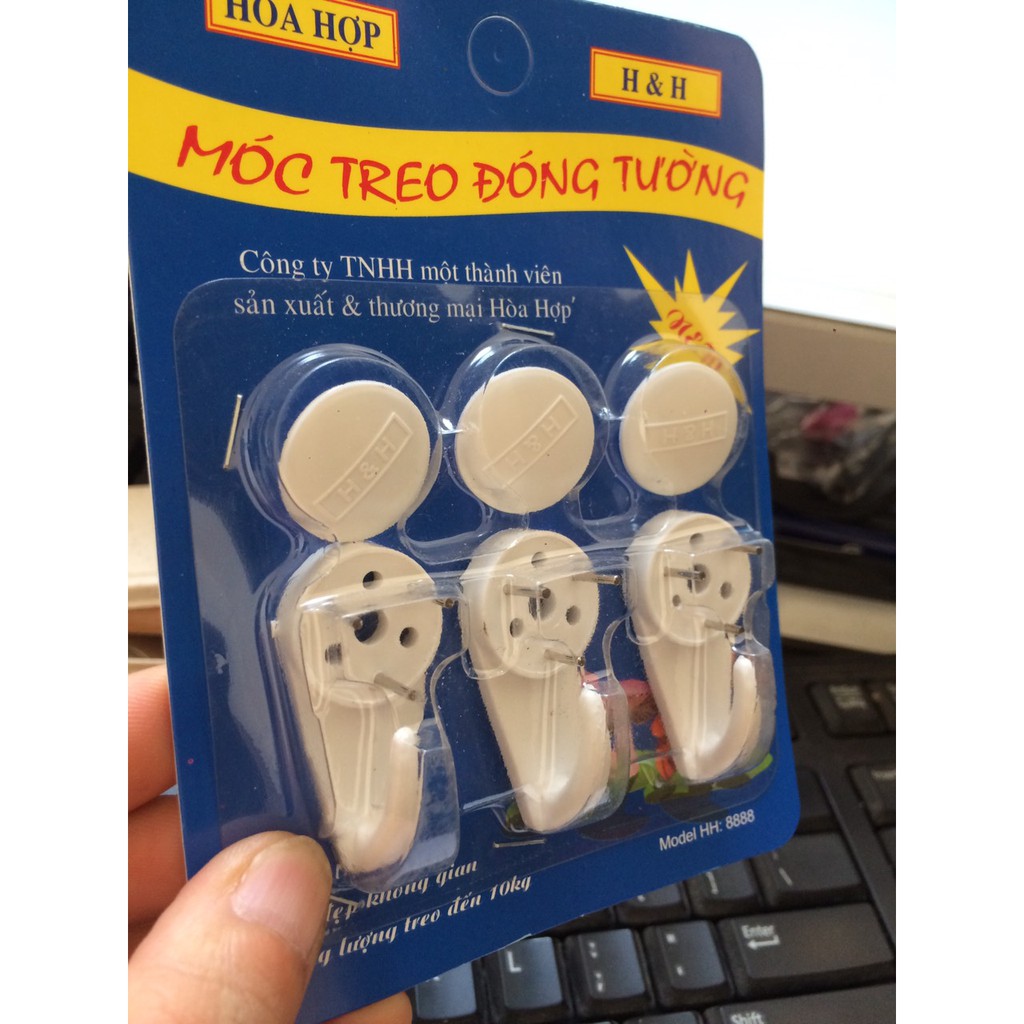 HÒA HỢP
H & H
MÓC TREO ĐÓNG TƯỜNG
Công ty TNHH một thành viên
sản xuất & thương mại Hòa Hợp
H & H
H & H
H & H
Model HH: 8888
đẹp không gian
lượng treo đến 10kg
Enter
L
Shift